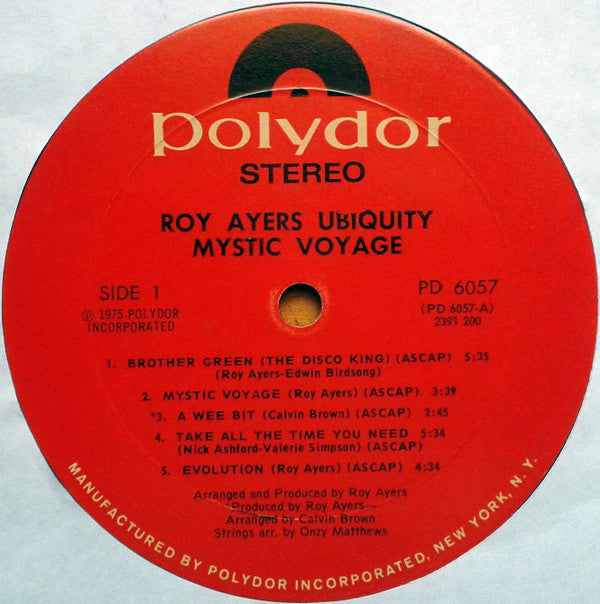 polydor
STEREO
ROY AYERS UBIQUITY
MYSTIC VOYAGE
SIDE 1
℗ 1975 POLYDOR
INCORPORATED
PD 6057
(PD 6057-A)
2391 200
1. BROTHER GREEN (THE DISCO KING) (ASCAP) 5:35
(Roy Ayers-Edwin Birdsong)
2. MYSTIC VOYAGE (Roy Ayers) (ASCAP) 3:39
*3. A WEE BIT (Calvin Brown) (ASCAP) 2:45
4. TAKE ALL THE TIME YOU NEED 5:34
(Nick Ashford-Valerie Simpson) (ASCAP)
5. EVOLUTION (Roy Ayers) (ASCAP) 4:34
Arranged and Produced by Roy Ayers
*Produced by Roy Ayers
Arranged by Calvin Brown
Strings arr. by Onzy Matthews
MANUFACTURED BY POLYDOR INCORPORATED, NEW YORK, N. Y.